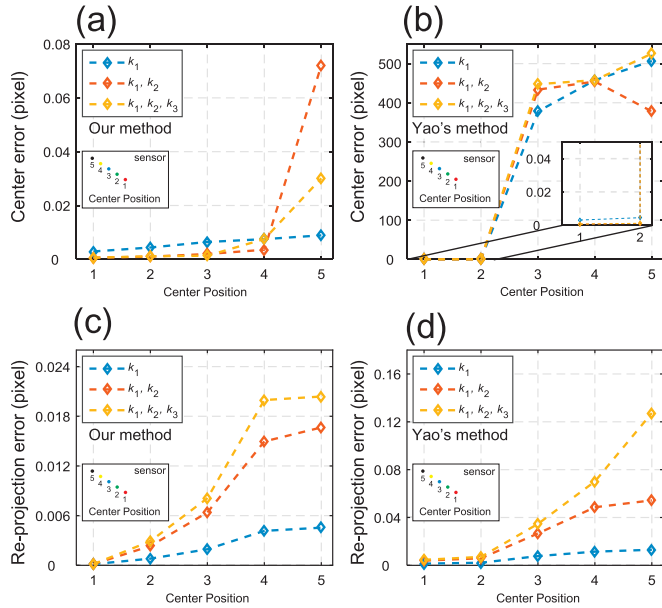 (a)
Center error (pixel)
0.08
0.06
0.04
0.02
0
k1
k1, k2
k1, k2, k3
Our method
sensor
5 4 3 2 1
Center Position
1 2 3 4 5
Center Position
(b)
Center error (pixel)
500
400
300
200
100
0
k1
k1, k2
k1, k2, k3
Yao's method
sensor
5 4 3 2 1
Center Position
0.04
0.02
0
1 2
1 2 3 4 5
Center Position
(c)
Re-projection error (pixel)
0.024
0.018
0.012
0.006
0
k1
k1, k2
k1, k2, k3
Our method
sensor
5 4 3 2 1
Center Position
1 2 3 4 5
Center Position
(d)
Re-projection error (pixel)
0.16
0.12
0.08
0.04
0
k1
k1, k2
k1, k2, k3
Yao's method
sensor
5 4 3 2 1
Center Position
1 2 3 4 5
Center Position